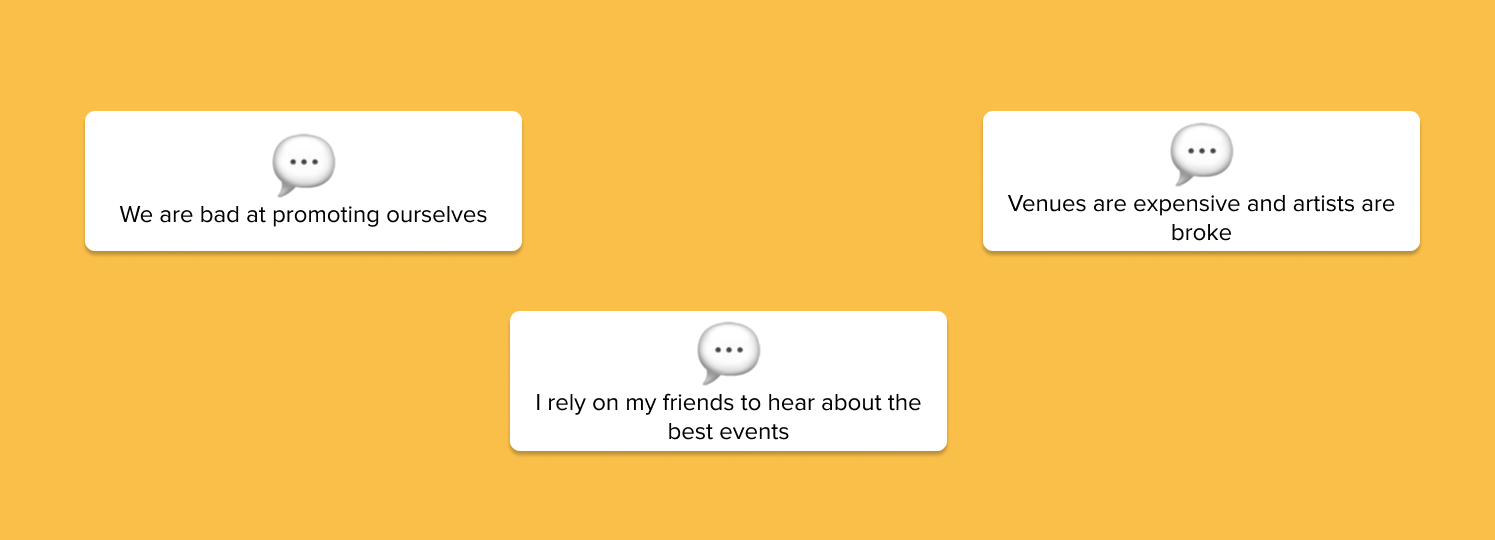 We are bad at promoting ourselves
Venues are expensive and artists are
broke
I rely on my friends to hear about the
best events